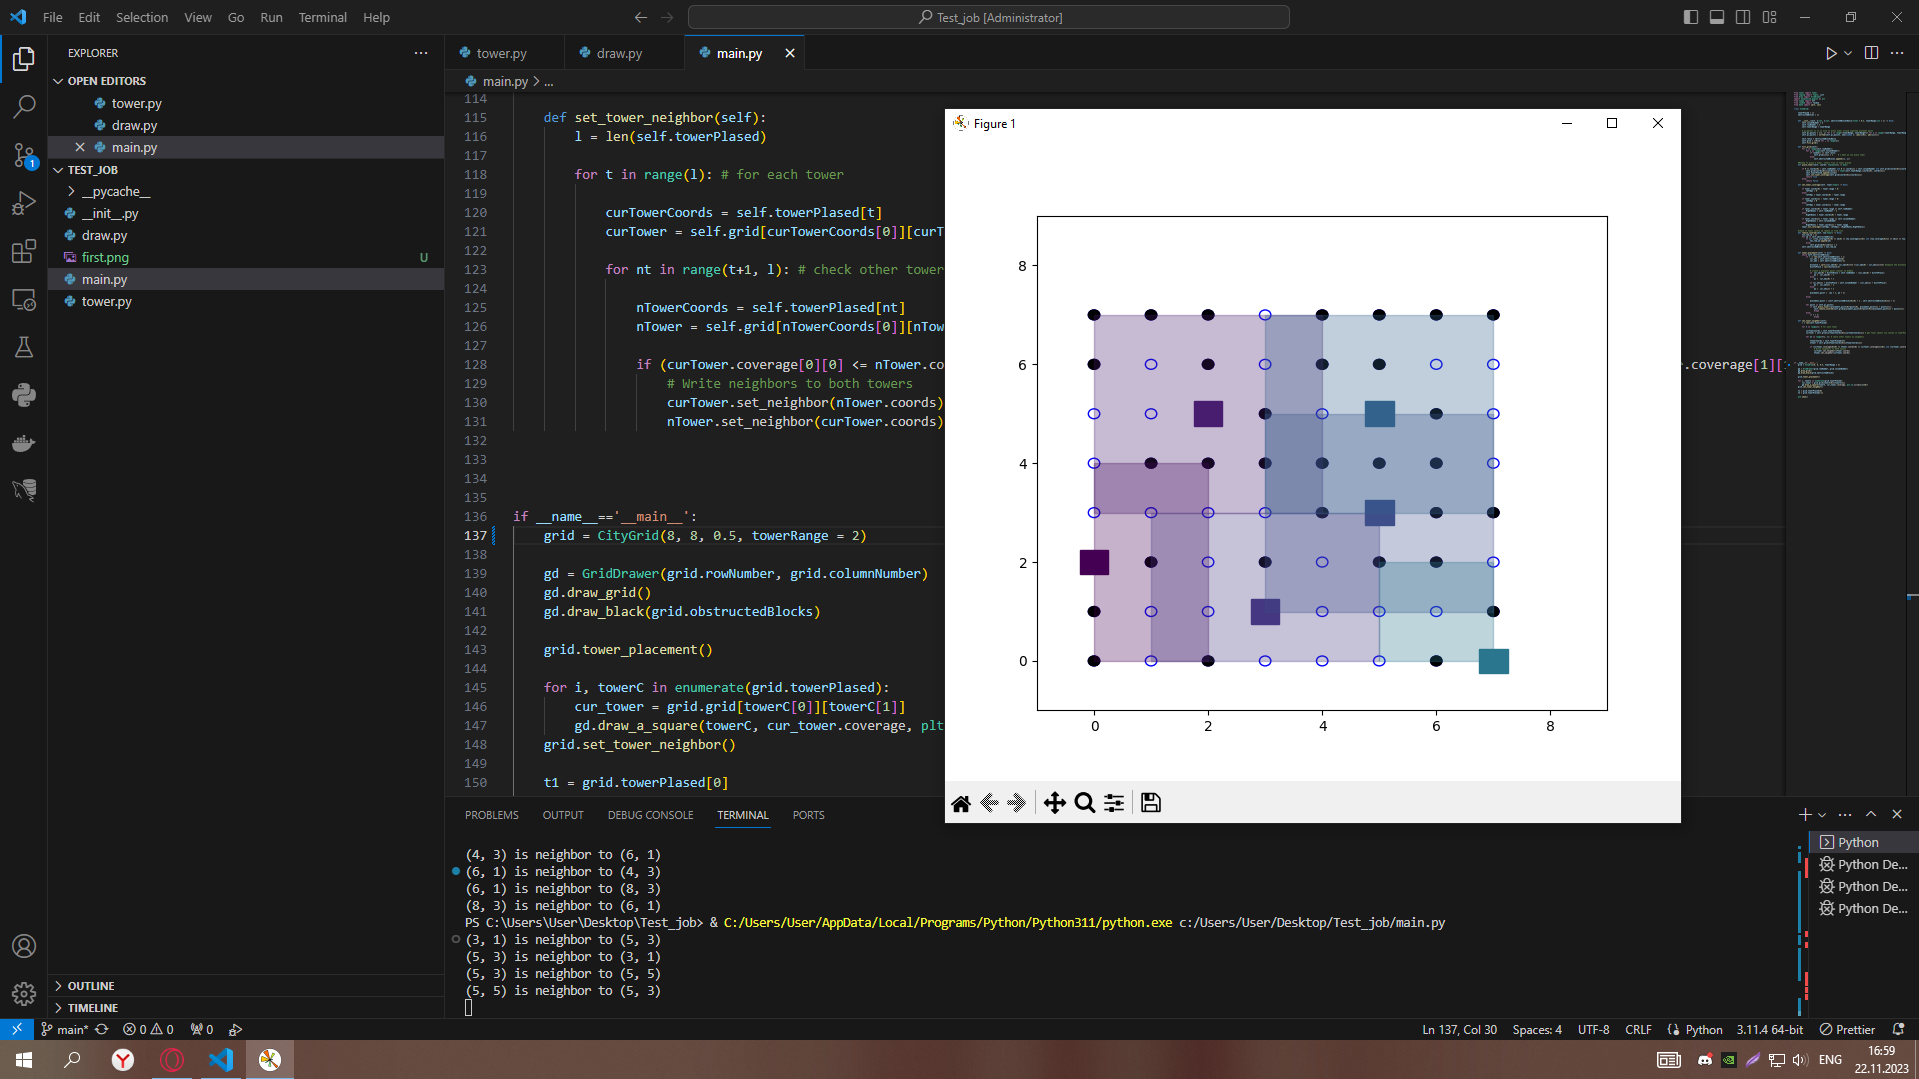 File Edit Selection View Go Run Terminal Help
Test_job [Administrator]
EXPLORER
OPEN EDITORS
tower.py
draw.py
main.py
TEST_JOB
__pycache__
__init__.py
draw.py
first.png U
main.py
tower.py
OUTLINE
TIMELINE
1
tower.py draw.py main.py
main.py > ...
114
115 def set_tower_neighbor(self):
116 l = len(self.towerPlased)
117
118 for t in range(l): # for each tower
119
120 curTowerCoords = self.towerPlased[t]
121 curTower = self.grid[curTowerCoords[0]][curT
122
123 for nt in range(t+1, l): # check other tower
124
125 nTowerCoords = self.towerPlased[nt]
126 nTower = self.grid[nTowerCoords[0]][nTow
127
128 if (curTower.coverage[0][0] <= nTower.co r.coverage[1][
129 # Write neighbors to both towers
130 curTower.set_neighbor(nTower.coords)
131 nTower.set_neighbor(curTower.coords)
132
133
134
135
136 if __name__=='__main__':
137 grid = CityGrid(8, 8, 0.5, towerRange = 2)
138
139 gd = GridDrawer(grid.rowNumber, grid.columnNumber)
140 gd.draw_grid()
141 gd.draw_black(grid.obstructedBlocks)
142
143 grid.tower_placement()
144
145 for i, towerC in enumerate(grid.towerPlased):
146 cur_tower = grid.grid[towerC[0]][towerC[1]]
147 gd.draw_a_square(towerC, cur_tower.coverage, plt
148 grid.set_tower_neighbor()
149
150 t1 = grid.towerPlased[0]
Figure 1
8
6
4
2
0
0 2 4 6 8
PROBLEMS OUTPUT DEBUG CONSOLE TERMINAL PORTS
(4, 3) is neighbor to (6, 1)
(6, 1) is neighbor to (4, 3)
(6, 1) is neighbor to (8, 3)
(8, 3) is neighbor to (6, 1)
PS C:\Users\User\Desktop\Test_job> & C:/Users/User/AppData/Local/Programs/Python/Python311/python.exe c:/Users/User/Desktop/Test_job/main.py
(3, 1) is neighbor to (5, 3)
(5, 3) is neighbor to (3, 1)
(5, 3) is neighbor to (5, 5)
(5, 5) is neighbor to (5, 3)
Python
Python De...
Python De...
Python De...
main* 0 0 0 Ln 137, Col 30 Spaces: 4 UTF-8 CRLF Python 3.11.4 64-bit Prettier
ENG 16:59
22.11.2023